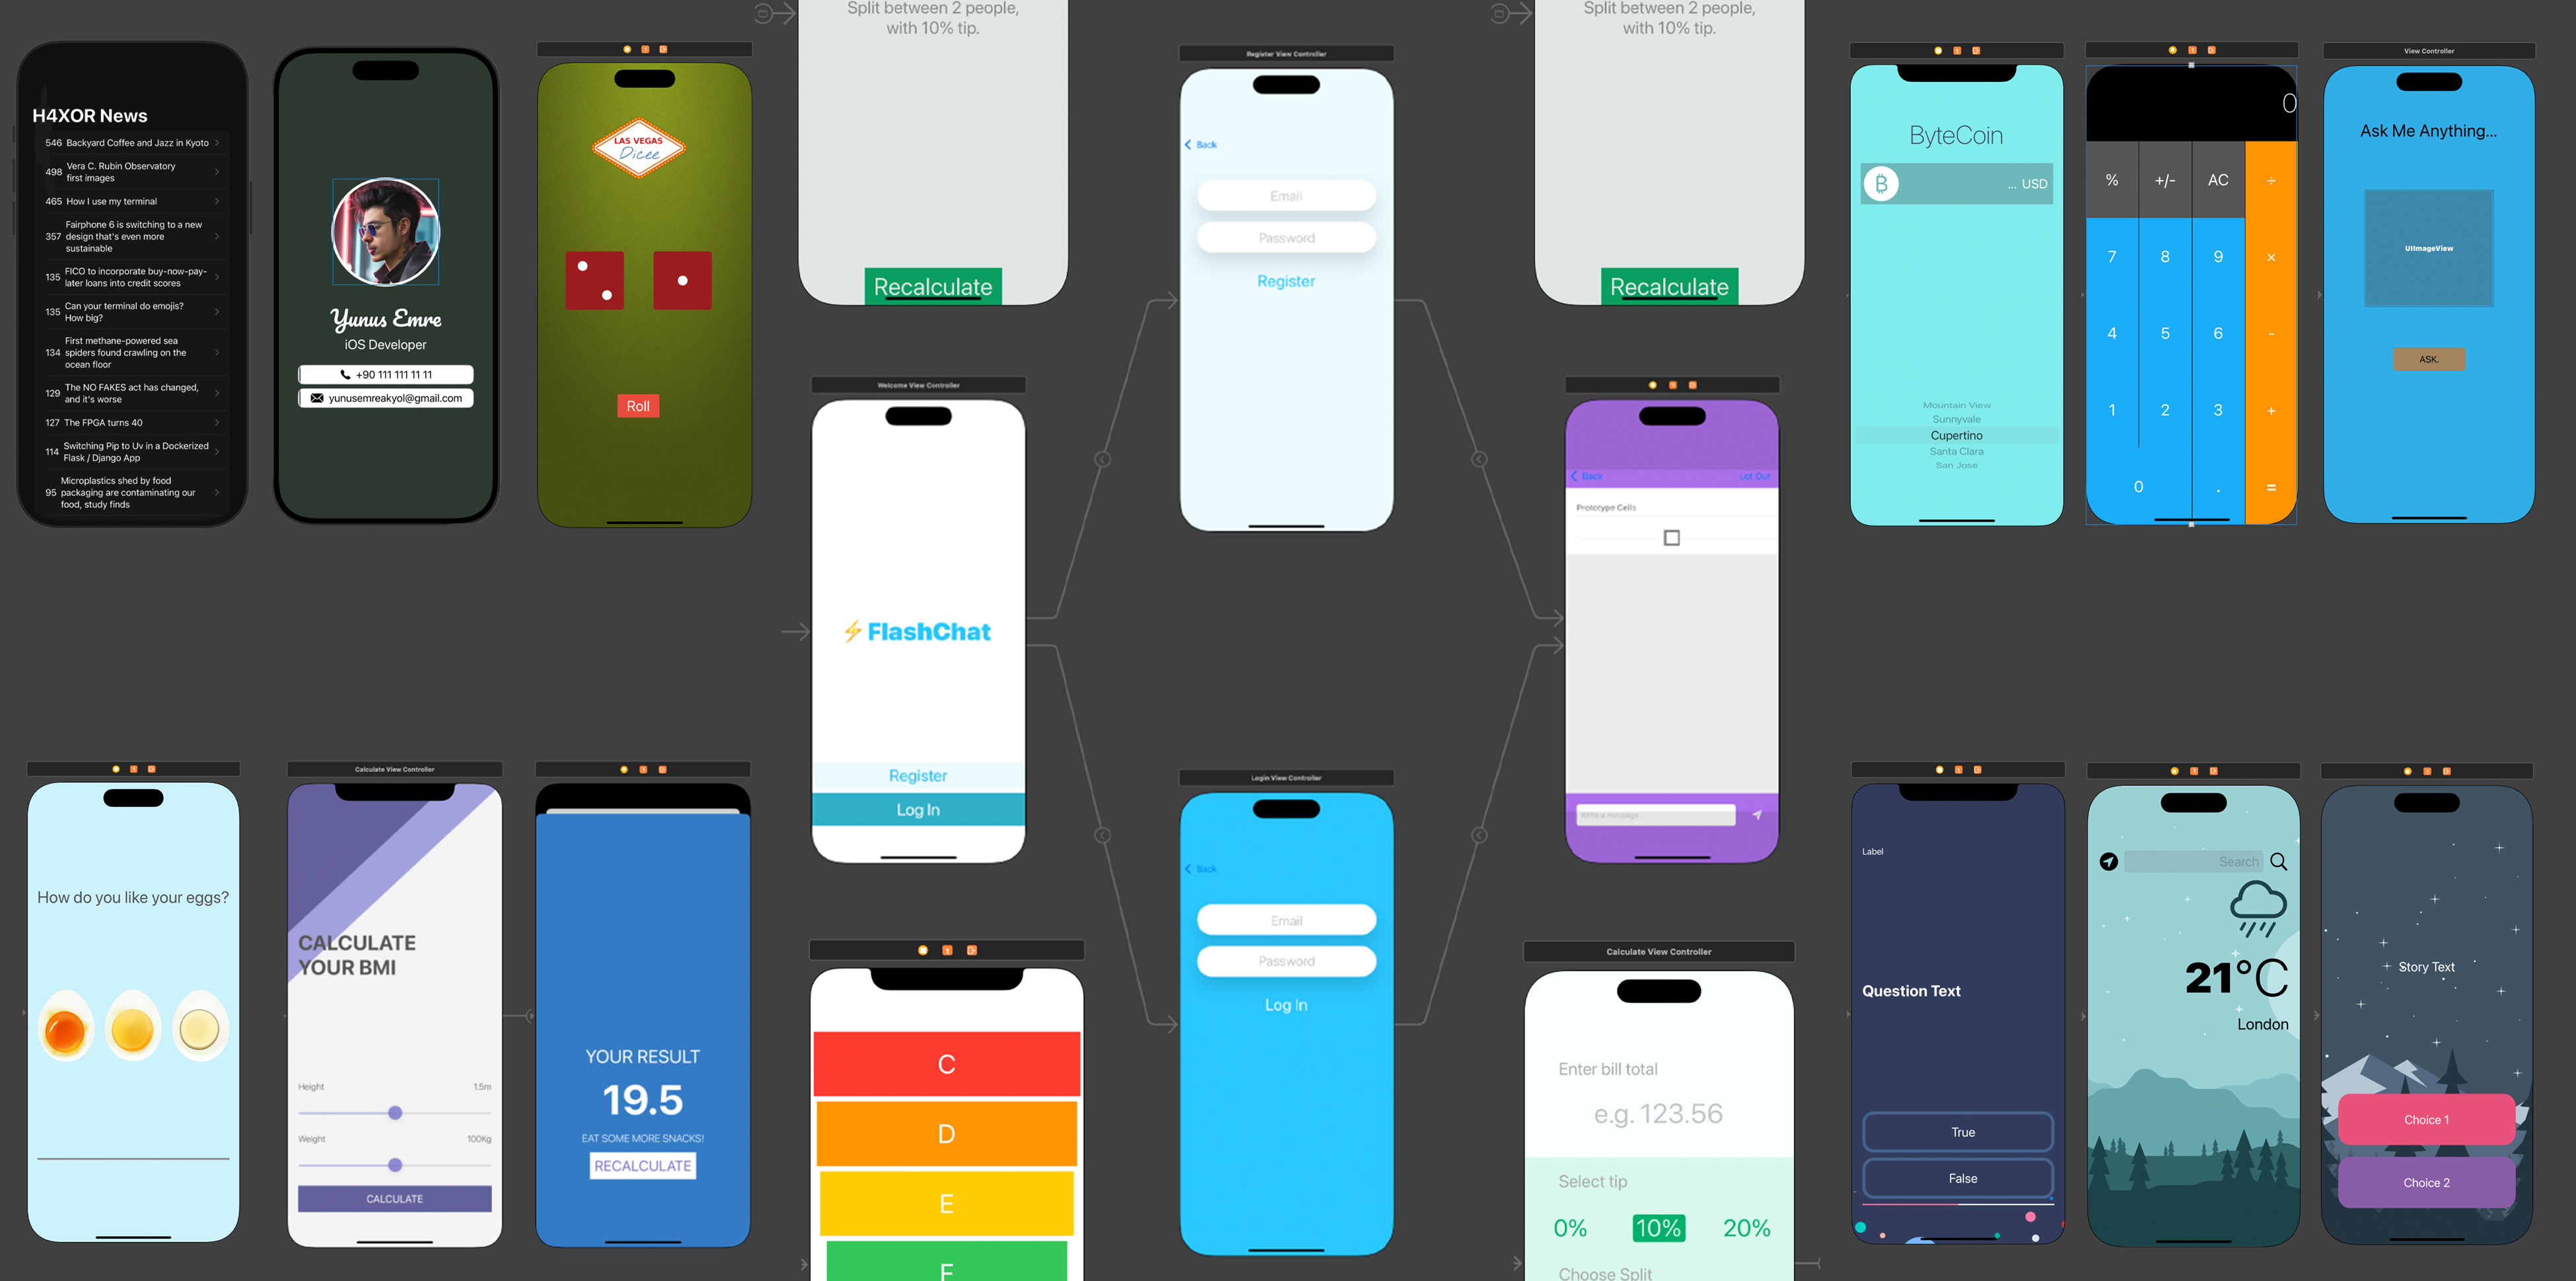 H4XOR News
546 Backyard Coffee and Jazz in Kyoto
498 Vera C. Rubin Observatory
first images
465 How I use my terminal
357 Fairphone 6 is switching to a new
design that's even more
sustainable
135 FICO to incorporate buy-now-pay-
later loans into credit scores
135 Can your terminal do emojis?
How big?
134 First methane-powered sea
spiders found crawling on the
ocean floor
129 The NO FAKES act has changed,
and it's worse
127 The FPGA turns 40
114 Switching Pip to Uv in a Dockerized
Flask / Django App
95 Microplastics shed by food
packaging are contaminating our
food, study finds
Yunus Emre
iOS Developer
+90 111 111 11 11
yunusemreakyol@gmail.com
LAS VEGAS
Dicee
Roll
Split between 2 people,
with 10% tip.
Recalculate
Register View Controller
Back
Email
Password
Register
Split between 2 people,
with 10% tip.
Recalculate
ByteCoin
... USD
Mountain View
Sunnyvale
Cupertino
Santa Clara
San Jose
0
% +/- AC ÷
7 8 9 ×
4 5 6 -
1 2 3 +
0 . =
View Controller
Ask Me Anything...
UIImageView
ASK.
Welcome View Controller
⚡ FlashChat
Register
Log In
Back
Lot Out
Prototype Cells
Write a message...
How do you like your eggs?
Calculate View Controller
CALCULATE
YOUR BMI
Height 1.5m
Weight 100Kg
CALCULATE
YOUR RESULT
19.5
EAT SOME MORE SNACKS!
RECALCULATE
C
D
E
F
Login View Controller
Back
Email
Password
Log In
Calculate View Controller
Enter bill total
e.g. 123.56
Select tip
0% 10% 20%
Choose Split
Label
Question Text
True
False
Search
21°C
London
Story Text
Choice 1
Choice 2